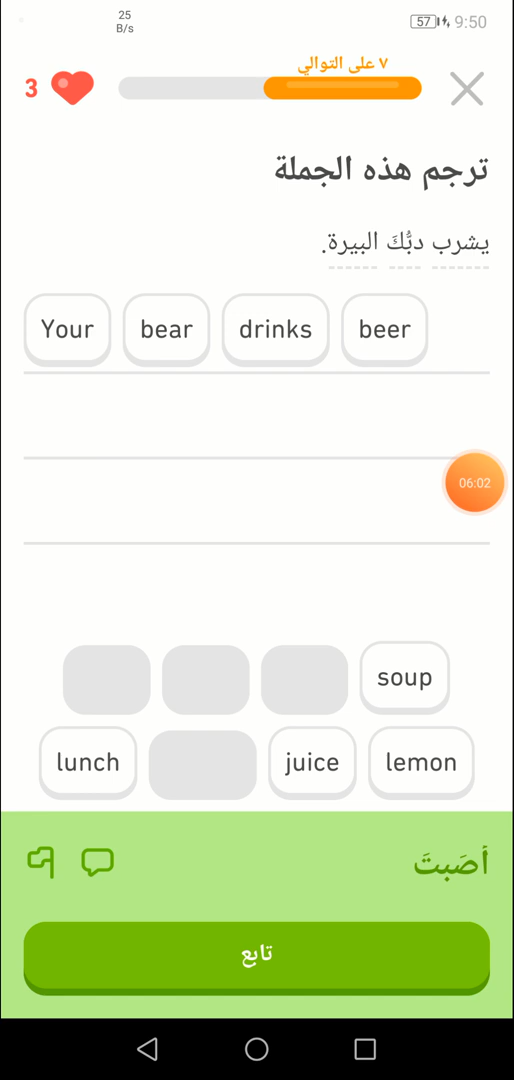 25
B/s
57
9:50
٧ على التوالي
3
ترجم هذه الجملة
يشرب دبُّكَ البيرة.
Your bear drinks beer
06:02
soup
lunch juice lemon
أصَبتَ
تابع